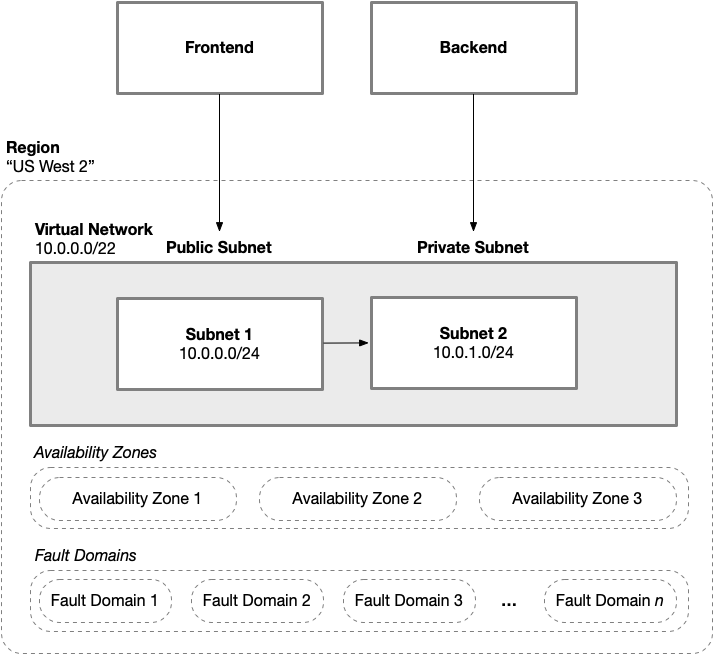 Frontend
Backend
Region
“US West 2”
Virtual Network
10.0.0.0/22
Public Subnet
Private Subnet
Subnet 1
10.0.0.0/24
Subnet 2
10.0.1.0/24
Availability Zones
Availability Zone 1
Availability Zone 2
Availability Zone 3
Fault Domains
Fault Domain 1
Fault Domain 2
Fault Domain 3
...
Fault Domain n